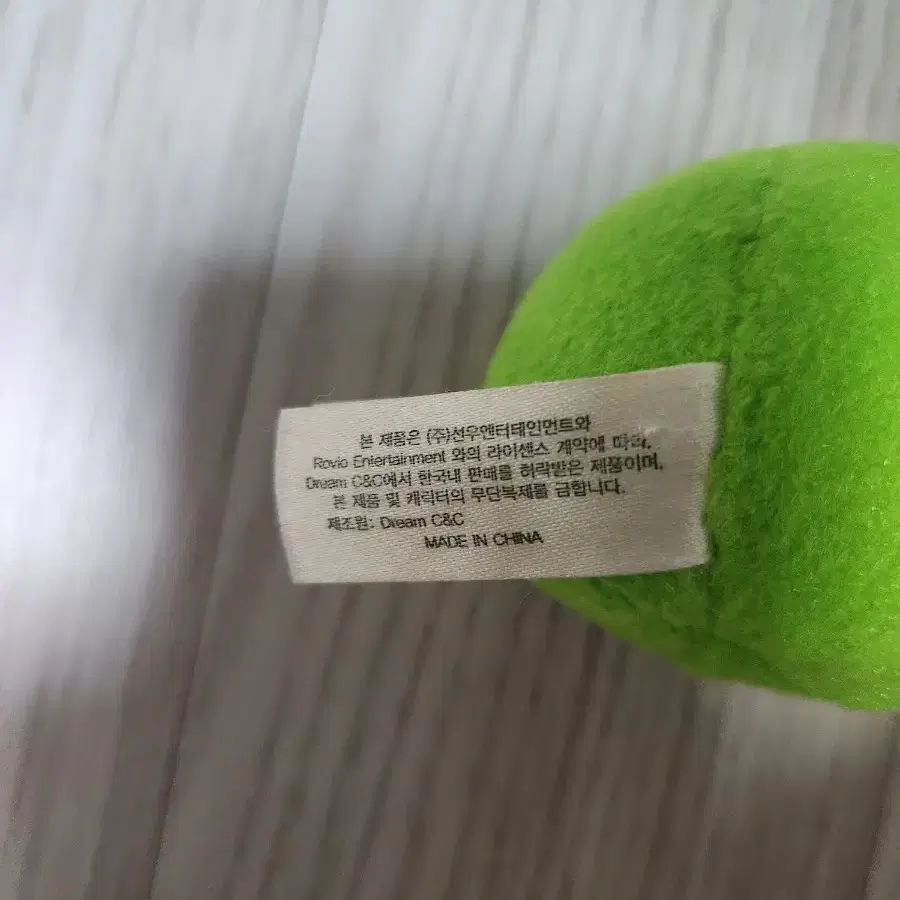 본 제품은 (주)선우엔터테인먼트와
Rovio Entertainment 와의 라이센스 계약에 따라,
Dream C&C에서 한국내 판매를 허락받은 제품이며,
본 제품 및 캐릭터의 무단복제를 금합니다.
제조원: Dream C&C
MADE IN CHINA